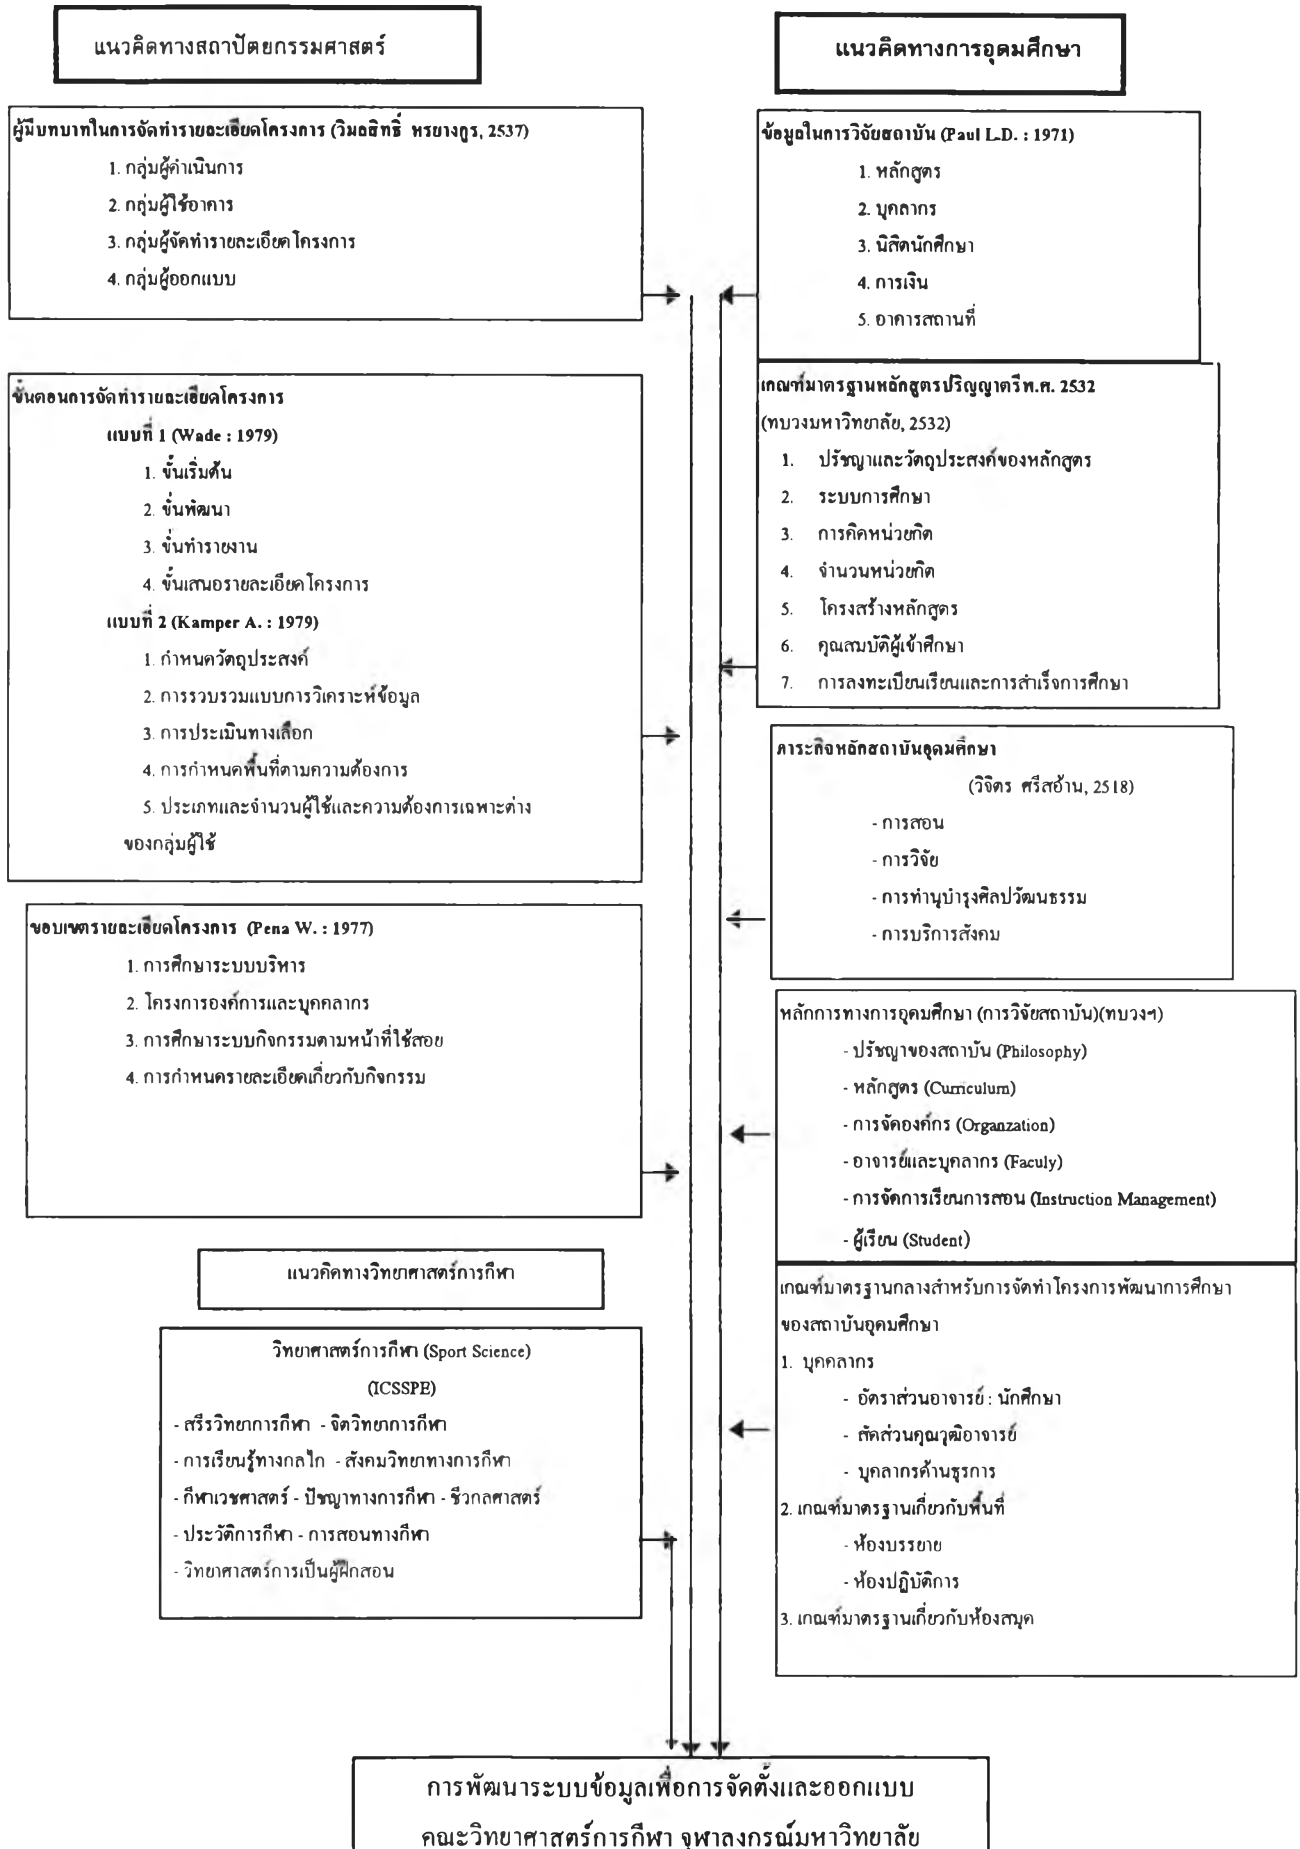 แนวคิดทางสถาปัตยกรรมศาสตร์
ผู้มีบทบาทในการจัดทำรายละเอียดโครงการ (วิมลสิทธิ์ หรยางกูร, 2537)
1. กลุ่มผู้ดำเนินการ
2. กลุ่มผู้ใช้อาคาร
3. กลุ่มผู้จัดทำรายละเอียดโครงการ
4. กลุ่มผู้ออกแบบ
ขั้นตอนการจัดทำรายละเอียดโครงการ
แบบที่ 1 (Wade : 1979)
1. ขั้นเริ่มต้น
2. ขั้นพัฒนา
3. ขั้นทำรายงาน
4. ขั้นเสนอรายละเอียดโครงการ
แบบที่ 2 (Kamper A. : 1979)
1. กำหนดวัตถุประสงค์
2. การรวบรวมแบบการวิเคราะห์ข้อมูล
3. การประเมินทางเลือก
4. การกำหนดพื้นที่ตามความต้องการ
5. ประเภทและจำนวนผู้ใช้และความต้องการเฉพาะต่าง
ของกลุ่มผู้ใช้
ขอบเขตรายละเอียดโครงการ (Pena W. : 1977)
1. การศึกษาระบบบริหาร
2. โครงการองค์การและบุคคลากร
3. การศึกษาระบบกิจกรรมตามหน้าที่ใช้สอย
4. การกำหนดรายละเอียดเกี่ยวกับกิจกรรม
แนวคิดทางวิทยาศาสตร์การกีฬา
วิทยาศาสตร์การกีฬา (Sport Science)
(ICSSPE)
- สรีรวิทยาการกีฬา - จิตวิทยาการกีฬา
- การเรียนรู้ทางกลไก - สังคมวิทยาทางการกีฬา
- กีฬาเวชศาสตร์ - ปัชญาทางการกีฬา - ชีวกลศาสตร์
- ประวัติการกีฬา - การสอนทางกีฬา
- วิทยาศาสตร์การเป็นผู้ฝึกสอน
แนวคิดทางการอุดมศึกษา
ข้อมูลในการวิจัยสถาบัน (Paul L.D. : 1971)
1. หลักสูตร
2. บุคลากร
3. นิสิตนักศึกษา
4. การเงิน
5. อาคารสถานที่
เกณฑ์มาตรฐานหลักสูตรปริญญาตรีพ.ศ. 2532
(ทบวงมหาวิทยาลัย, 2532)
1. ปรัชญาและวัตถุประสงค์ของหลักสูตร
2. ระบบการศึกษา
3. การคิดหน่วยกิต
4. จำนวนหน่วยกิต
5. โครงสร้างหลักสูตร
6. คุณสมบัติผู้เข้าศึกษา
7. การลงทะเบียนเรียนและการสำเร็จการศึกษา
ภาระกิจหลักสถาบันอุดมศึกษา
(วิจิตร ศรีสอ้าน, 2518)
- การสอน
- การวิจัย
- การทำนุบำรุงศิลปวัฒนธรรม
- การบริการสังคม
หลักการทางการอุดมศึกษา (การวิจัยสถาบัน)(ทบวงฯ)
- ปรัชญาของสถาบัน (Philosophy)
- หลักสูตร (Curriculum)
- การจัดองค์กร (Organzation)
- อาจารย์และบุคลากร (Faculy)
- การจัดการเรียนการสอน (Instruction Management)
- ผู้เรียน (Student)
เกณฑ์มาตรฐานกลางสำหรับการจัดทำโครงการพัฒนาการศึกษา
ของสถาบันอุดมศึกษา
1. บุคคลากร
- อัตราส่วนอาจารย์ : นักศึกษา
- สัดส่วนคุณวุฒิอาจารย์
- บุคลากรด้านธุรการ
2. เกณฑ์มาตรฐานเกี่ยวกับพื้นที่
- ห้องบรรยาย
- ห้องปฏิบัติการ
3. เกณฑ์มาตรฐานเกี่ยวกับห้องสมุด
การพัฒนาระบบข้อมูลเพื่อการจัดตั้งและออกแบบ
คณะวิทยาศาสตร์การกีฬา จุฬาลงกรณ์มหาวิทยาลัย